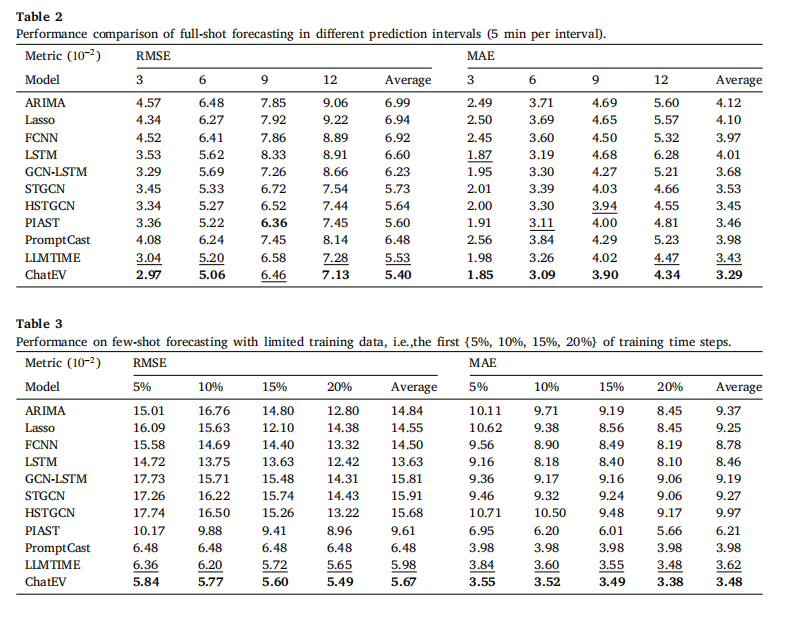 Table 2
Performance comparison of full-shot forecasting in different prediction intervals (5 min per interval).
Metric (10⁻²) RMSE MAE
Model 3 6 9 12 Average 3 6 9 12 Average
ARIMA 4.57 6.48 7.85 9.06 6.99 2.49 3.71 4.69 5.60 4.12
Lasso 4.34 6.27 7.92 9.22 6.94 2.50 3.69 4.65 5.57 4.10
FCNN 4.52 6.41 7.86 8.89 6.92 2.45 3.60 4.50 5.32 3.97
LSTM 3.53 5.62 8.33 8.91 6.60 1.87 3.19 4.68 6.28 4.01
GCN-LSTM 3.29 5.69 7.26 8.66 6.23 1.95 3.30 4.27 5.21 3.68
STGCN 3.45 5.33 6.72 7.54 5.73 2.01 3.39 4.03 4.66 3.53
HSTGCN 3.34 5.27 6.52 7.44 5.64 2.00 3.30 3.94 4.55 3.45
PIAST 3.36 5.22 6.36 7.45 5.60 1.91 3.11 4.00 4.81 3.46
PromptCast 4.08 6.24 7.45 8.14 6.48 2.56 3.84 4.29 5.23 3.98
LLMTIME 3.04 5.20 6.58 7.28 5.53 1.98 3.26 4.02 4.47 3.43
ChatEV 2.97 5.06 6.46 7.13 5.40 1.85 3.09 3.90 4.34 3.29
Table 3
Performance on few-shot forecasting with limited training data, i.e.,the first {5%, 10%, 15%, 20%} of training time steps.
Metric (10⁻²) RMSE MAE
Model 5% 10% 15% 20% Average 5% 10% 15% 20% Average
ARIMA 15.01 16.76 14.80 12.80 14.84 10.11 9.71 9.19 8.45 9.37
Lasso 16.09 15.63 12.10 14.38 14.55 10.62 9.38 8.56 8.45 9.25
FCNN 15.58 14.69 14.40 13.32 14.50 9.56 8.90 8.49 8.19 8.78
LSTM 14.72 13.75 13.63 12.42 13.63 9.16 8.18 8.40 8.10 8.46
GCN-LSTM 17.73 15.71 15.48 14.31 15.81 9.36 9.17 9.16 9.06 9.19
STGCN 17.26 16.22 15.74 14.43 15.91 9.46 9.32 9.24 9.06 9.27
HSTGCN 17.74 16.50 15.26 13.22 15.68 10.71 10.50 9.48 9.17 9.97
PIAST 10.17 9.88 9.41 8.96 9.61 6.95 6.20 6.01 5.66 6.21
PromptCast 6.48 6.48 6.48 6.48 6.48 3.98 3.98 3.98 3.98 3.98
LLMTIME 6.36 6.20 5.72 5.65 5.98 3.84 3.60 3.55 3.48 3.62
ChatEV 5.84 5.77 5.60 5.49 5.67 3.55 3.52 3.49 3.38 3.48